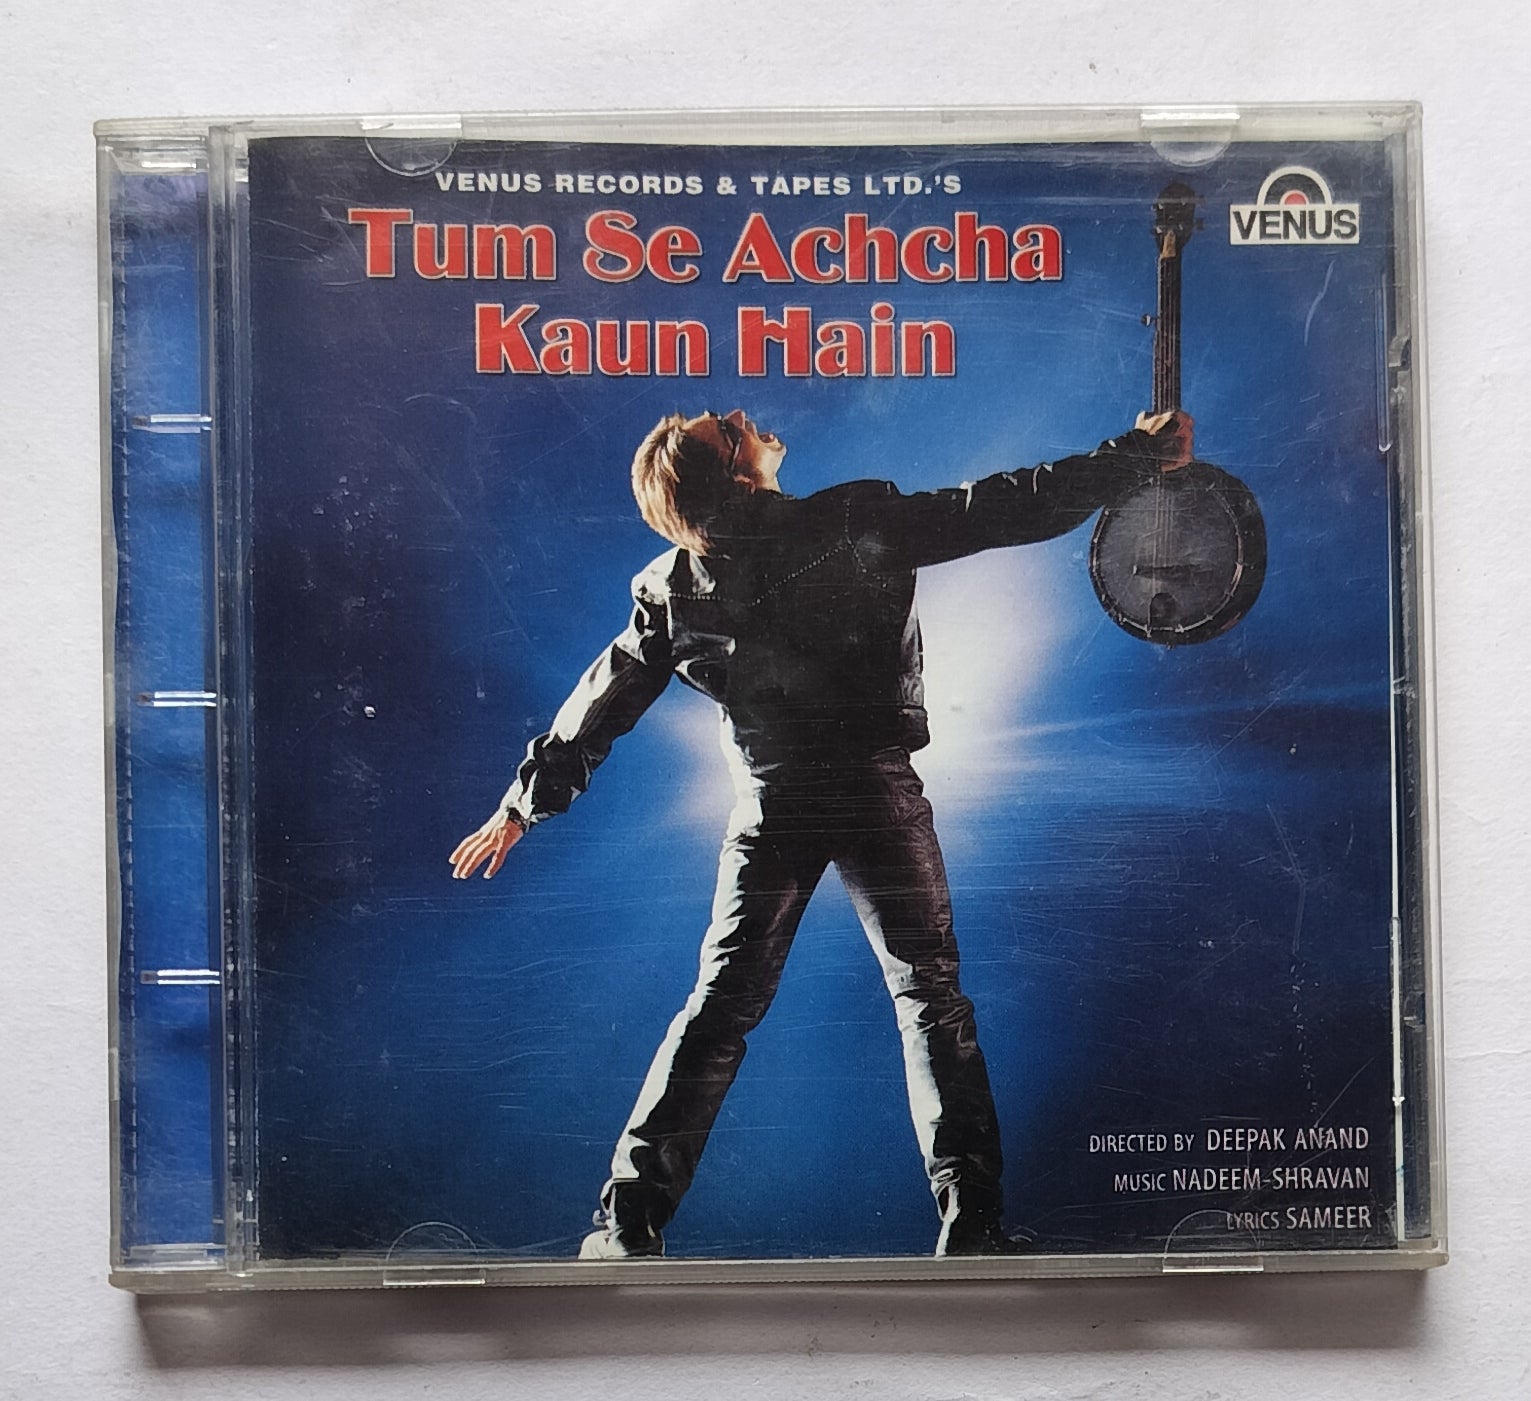 VENUS RECORDS & TAPES LTD.'S
Tum Se Achcha
Kaun Hain
VENUS
DIRECTED BY DEEPAK ANAND
MUSIC NADEEM-SHRAVAN
LYRICS SAMEER